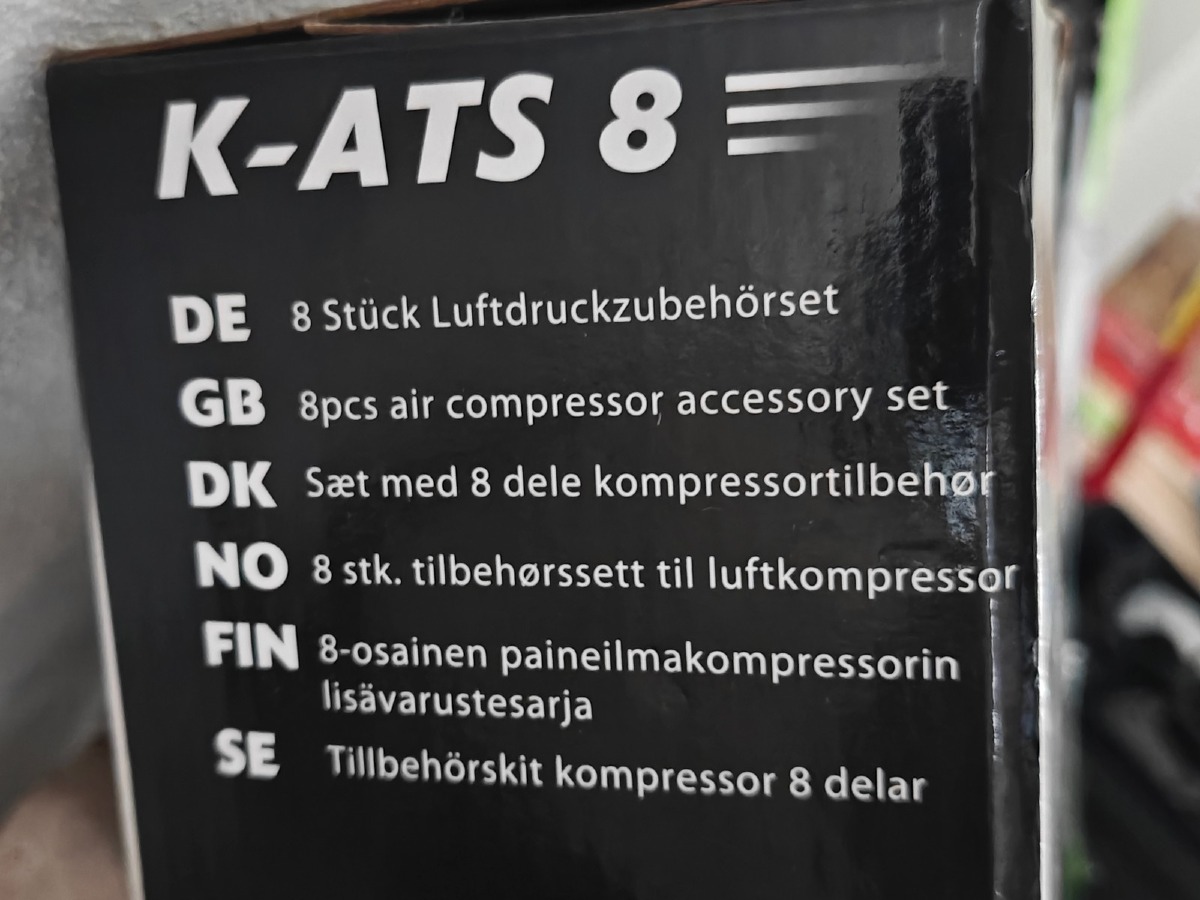 K-ATS 8
DE 8 Stück Luftdruckzubehörset
GB 8pcs air compressor accessory set
DK Sæt med 8 dele kompressortilbehør
NO 8 stk. tilbehørssett til luftkompressor
FIN 8-osainen paineilmakompressorin
lisävarustesarja
SE Tillbehörskit kompressor 8 delar